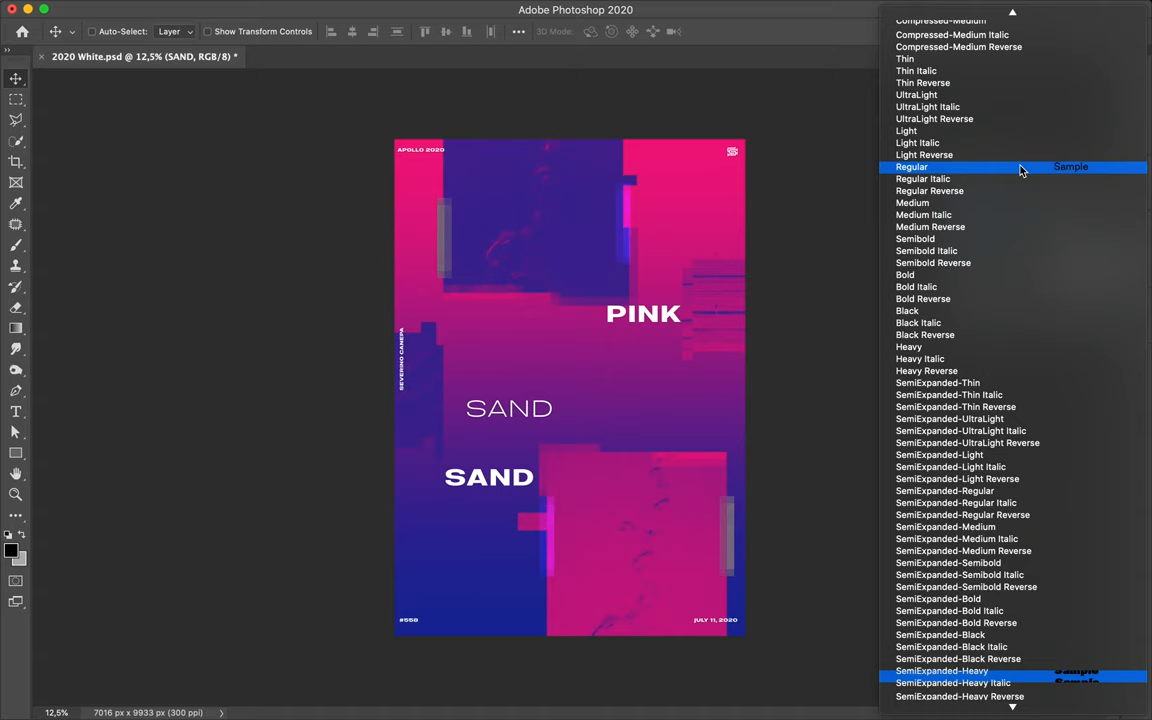 Adobe Photoshop 2020
Auto-Select:
Layer
Show Transform Controls
3D Mode:
2020 White.psd @ 12,5% (SAND, RGB/8) *
APOLLO 2020
PINK
SEVERINO CANEPA
SAND
SAND
#558
JULY 11, 2020
12,5%
7016 px x 9933 px (300 ppi)
Compressed-Medium
Compressed-Medium Italic
Compressed-Medium Reverse
Thin
Thin Italic
Thin Reverse
UltraLight
UltraLight Italic
UltraLight Reverse
Light
Light Italic
Light Reverse
Regular Sample
Regular Italic
Regular Reverse
Medium
Medium Italic
Medium Reverse
Semibold
Semibold Italic
Semibold Reverse
Bold
Bold Italic
Bold Reverse
Black
Black Italic
Black Reverse
Heavy
Heavy Italic
Heavy Reverse
SemiExpanded-Thin
SemiExpanded-Thin Italic
SemiExpanded-Thin Reverse
SemiExpanded-UltraLight
SemiExpanded-UltraLight Italic
SemiExpanded-UltraLight Reverse
SemiExpanded-Light
SemiExpanded-Light Italic
SemiExpanded-Light Reverse
SemiExpanded-Regular
SemiExpanded-Regular Italic
SemiExpanded-Regular Reverse
SemiExpanded-Medium
SemiExpanded-Medium Italic
SemiExpanded-Medium Reverse
SemiExpanded-Semibold
SemiExpanded-Semibold Italic
SemiExpanded-Semibold Reverse
SemiExpanded-Bold
SemiExpanded-Bold Italic
SemiExpanded-Bold Reverse
SemiExpanded-Black
SemiExpanded-Black Italic
SemiExpanded-Black Reverse
SemiExpanded-Heavy Sample
SemiExpanded-Heavy Italic Sample
SemiExpanded-Heavy Reverse